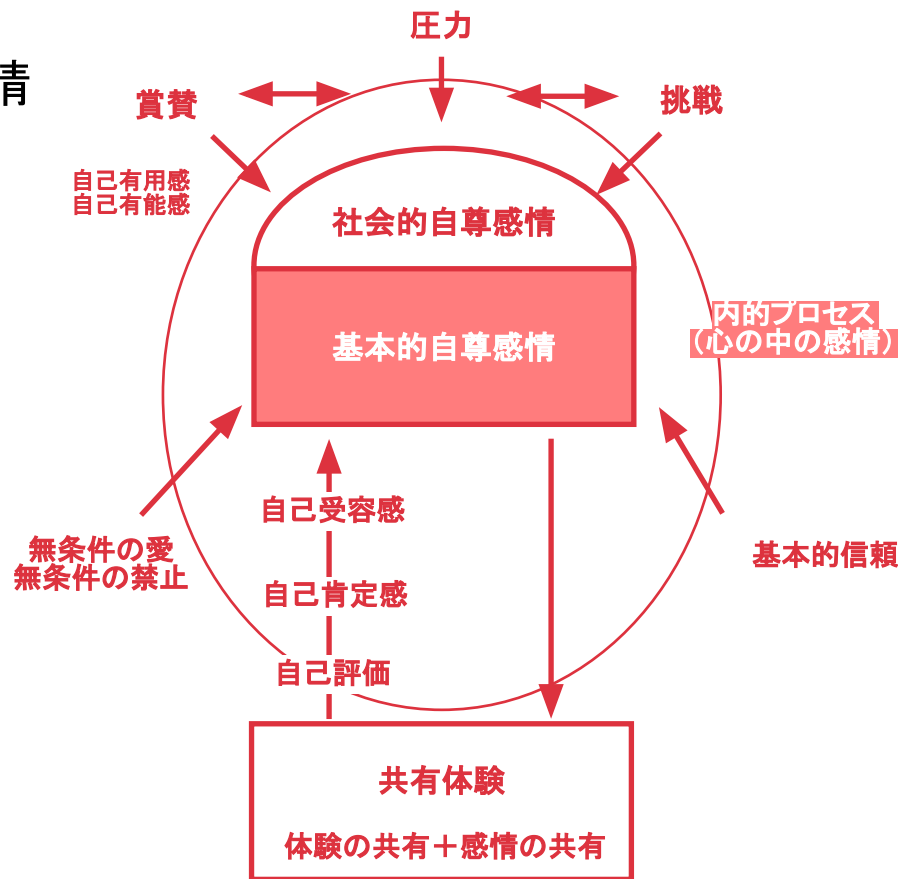 圧力
賞賛
挑戦
自己有用感
自己有能感
社会的自尊感情
基本的自尊感情
内的プロセス
（心の中の感情）
自己受容感
無条件の愛
無条件の禁止
基本的信頼
自己肯定感
自己評価
共有体験
体験の共有＋感情の共有